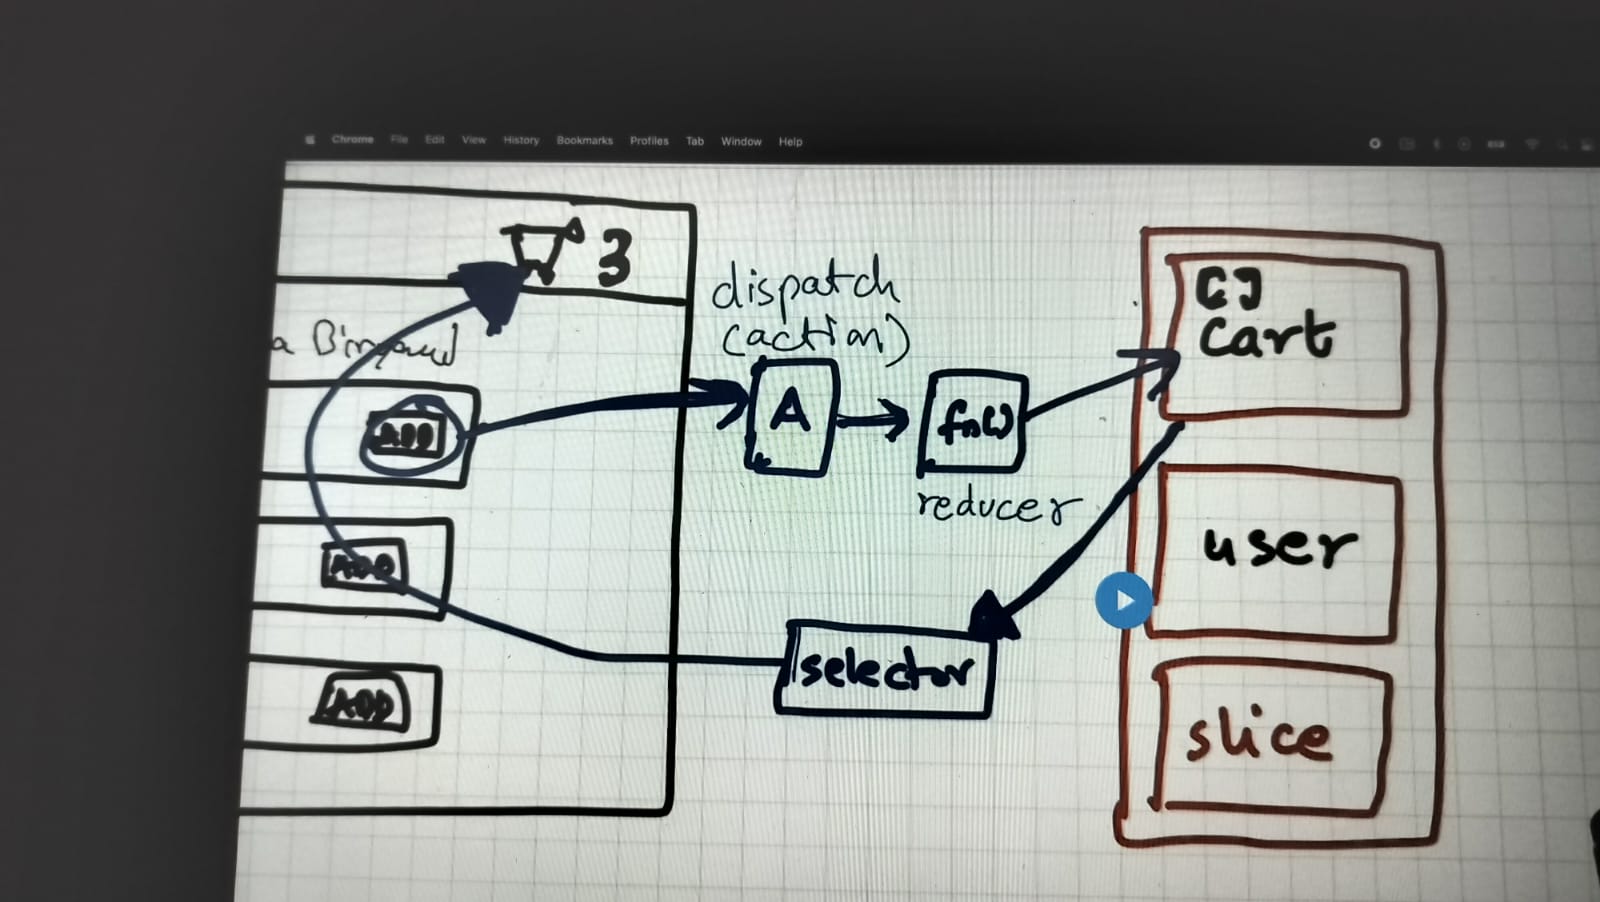 Chrome File Edit View History Bookmarks Profiles Tab Window Help
3
dispatch
(action)
[]
Cart
a
ADD
A
fn()
reducer
user
ADD
selector
ADD
slice